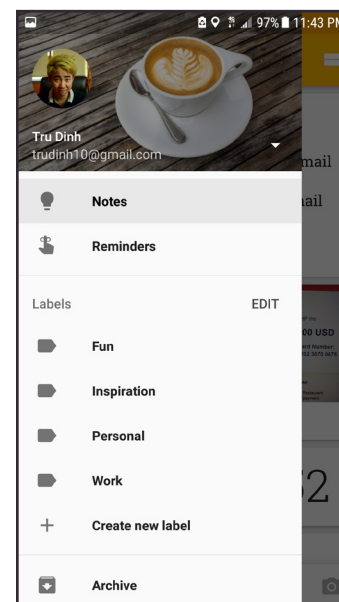 97% 11:43 PM
Tru Dinh
trudinh10@gmail.com
mail
Notes
ail
Reminders
Labels EDIT
00 USD
Fun
Inspiration
Personal
Work
Create new label
Archive